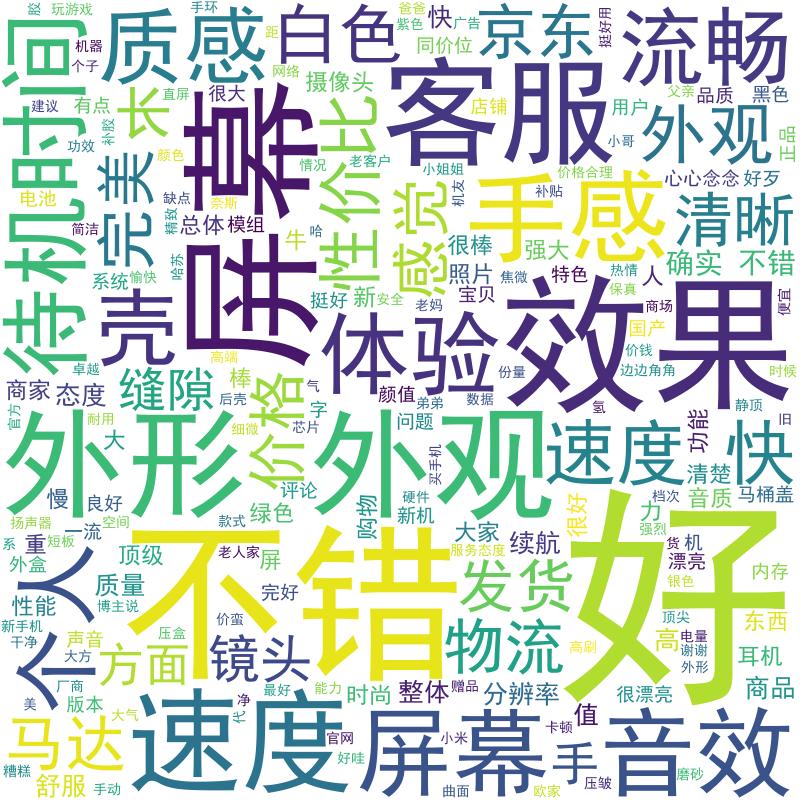 胶
玩游戏
手环
爸爸
快
广告
紫色
挺好用
机器
个子
质感
白色
距
网络
同价位
京东
流畅
待机时间
建议
有点
长
直屏
很大
摄像头
客服
店铺
用户
父亲
品质
黑色
功效
补胶
颜色
屏幕
性价比
情况
老客户
小姐姐
小哥
外观
正品
电池
完美
缺点
奈斯
感觉
机友
补贴
价格合理
心心念念
好歹
简洁
精致
总体
模组
牛
哈
手感
清晰
系统
愉快
哈苏
很棒
强大
确实
不错
照片
焦微
特色
热情
人
保真
挺好
新
安全
宝贝
老妈
效果
商场
便宜
壳
体验
国产
高端
卓越
价钱
边边角角
时候
商家
态度
缝隙
棒
后壳
价格
气
颜值
弟弟
份量
数据
氢
静顶
旧
官方
耐用
大
细微
芯片
字
问题
功能
外形
外观
速度
快
慢
良好
评论
买手机
清楚
扬声器
空间
款式
绿色
购物
硬件
新机
大家
很好
力
档次
音质
马桶盖
系
短板
一流
重
外盒
顶级
老人家
屏
不错
服务态度
续航
好
强烈
货
机
漂亮
个人
性能
质量
博主说
完好
发货
银色
内存
新手机
干净
声音
压盒
价蛮
顶尖
电量
谢谢
东西
大方
方面
镜头
物流
高刷
高
外形
耳机
厂商
版本
美
大气
最好
净
代
能力
时尚
整体
赠品
分辨率
值
很漂亮
商品
马达
速度
官网
屏幕
小米
卡顿
手
音效
糟糕
舒服
手动
好哇
曲面
欧家
压皱
磨砂